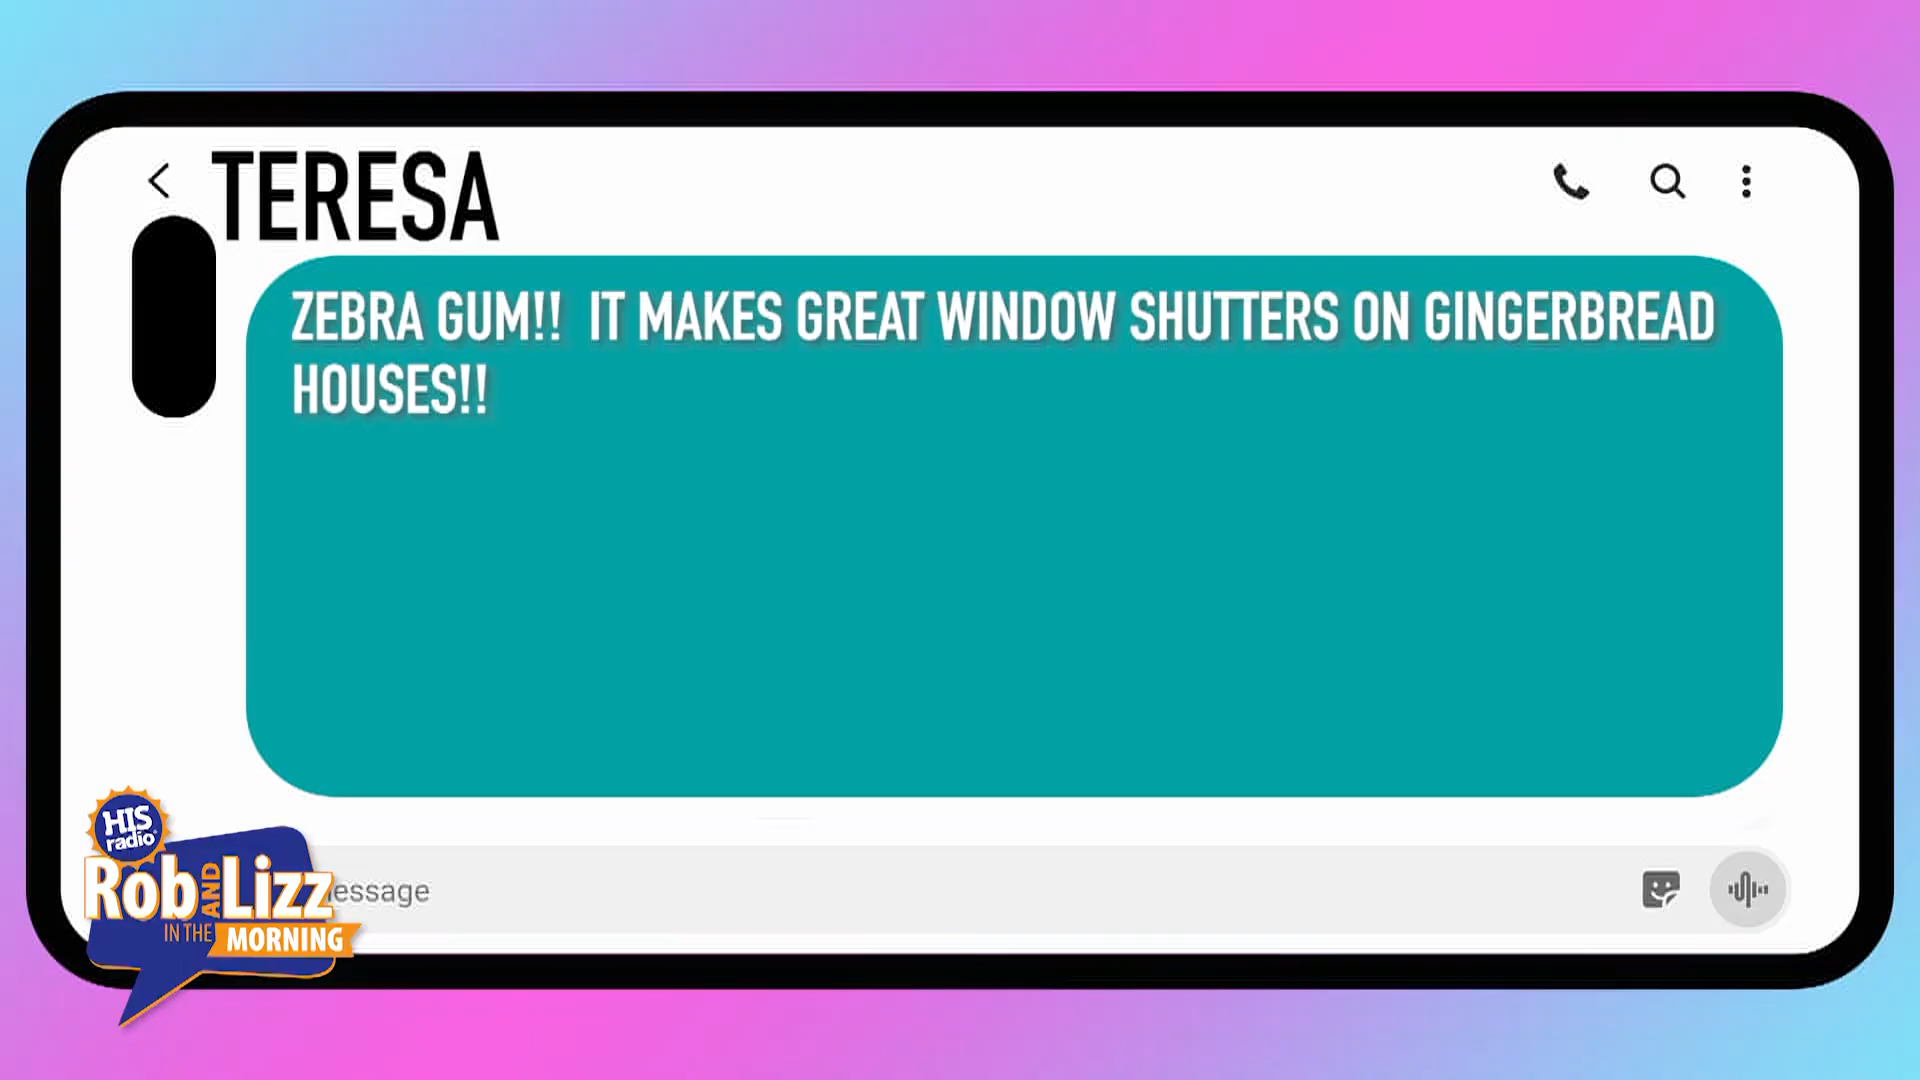 TERESA
ZEBRA GUM!! IT MAKES GREAT WINDOW SHUTTERS ON GINGERBREAD
HOUSES!!
HIS
radio
Rob AND Lizz
IN THE MORNING
essage